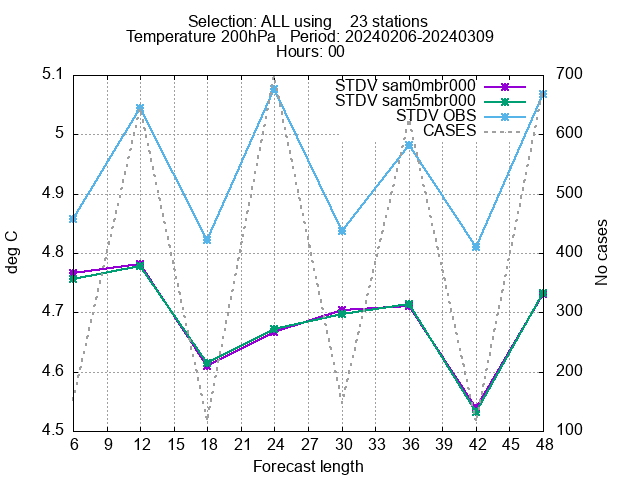 Selection: ALL using    23 stations
Temperature 200hPa   Period: 20240206-20240309
Hours: 00
STDV sam0mbr000
STDV sam5mbr000
STDV OBS
CASES
5.1
5
4.9
4.8
4.7
4.6
4.5
deg C
700
600
500
400
300
200
100
No cases
6 9 12 15 18 21 24 27 30 33 36 39 42 45 48
Forecast length